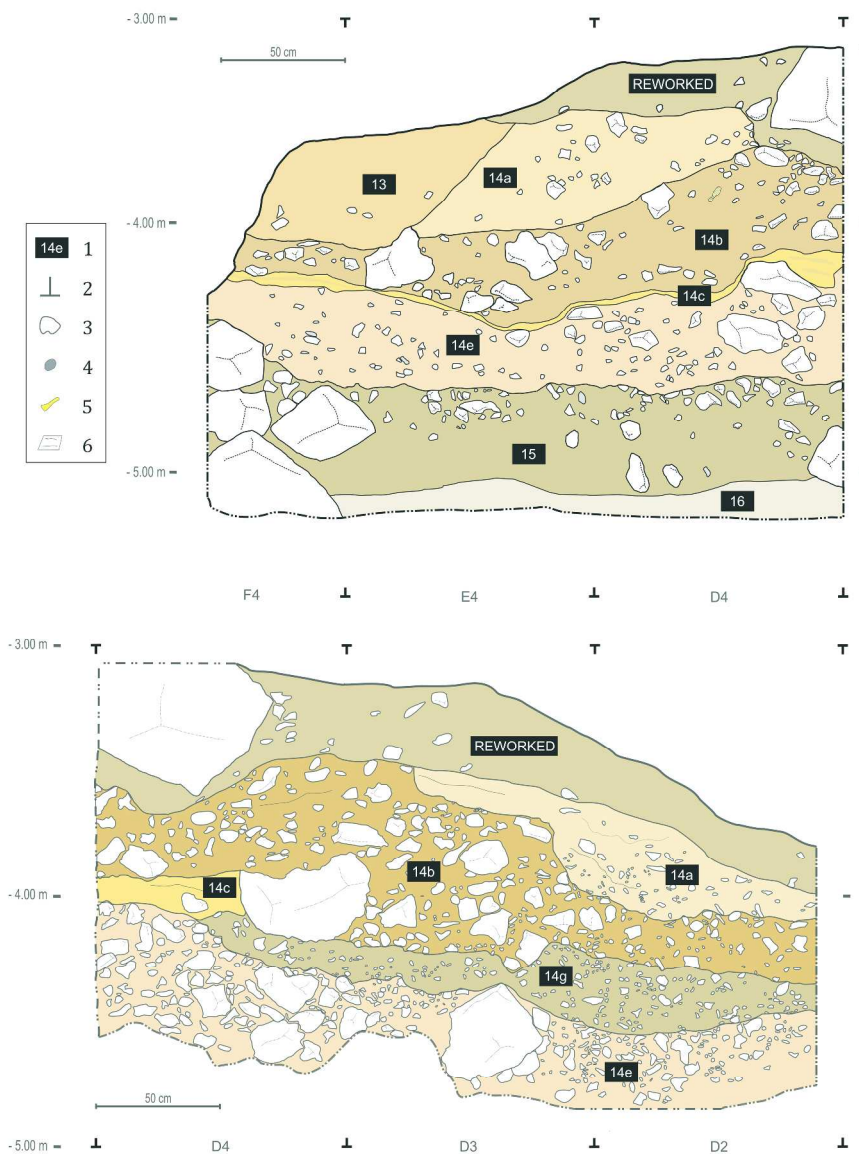 - 3.00 m
50 cm
REWORKED
13
14a
- 4.00 m
14b
14e 1
2
14c
3
14e
4
5
6
15
- 5.00 m
16
F4 E4 D4
- 3.00 m
REWORKED
14b
14a
14c
- 4.00 m
14g
14e
50 cm
- 5.00 m
D4 D3 D2